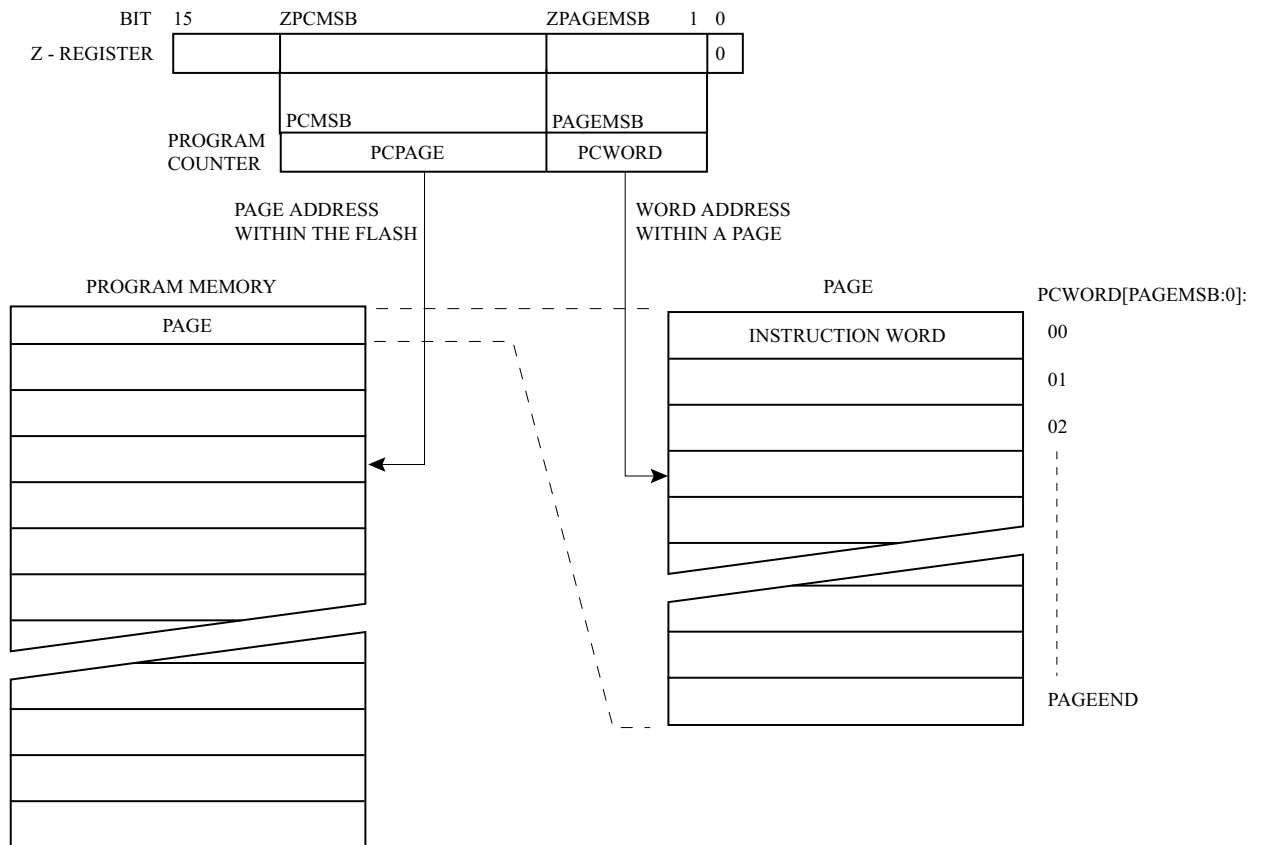 BIT 15 ZPCMSB ZPAGEMSB 1 0
Z - REGISTER 0
PCMSB PAGEMSB
PROGRAM
COUNTER
PCPAGE PCWORD
PAGE ADDRESS
WITHIN THE FLASH
WORD ADDRESS
WITHIN A PAGE
PROGRAM MEMORY
PAGE
PAGE
PCWORD[PAGEMSB:0]:
INSTRUCTION WORD
00
01
02
PAGEEND